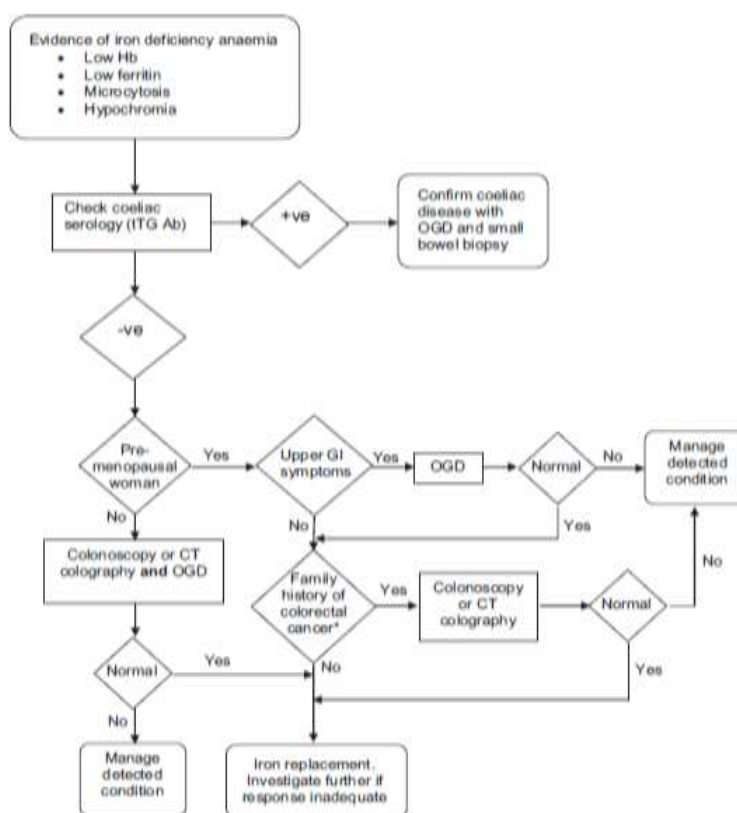 Evidence of iron deficiency anaemia
• Low Hb
• Low ferritin
• Microcytosis
• Hypochromia
Check coeliac
serology (tTG Ab)
+ve
Confirm coeliac
disease with
OGD and small
bowel biopsy
-ve
Pre-
menopausal
woman
Yes
Upper GI
symptoms
Yes
OGD
Normal
No
Manage
detected
condition
No
No
Yes
Colonoscopy or CT
colography and OGD
Family
history of
colorectal
cancer*
Yes
Colonoscopy
or CT
colography
Normal
No
Normal
Yes
No
Yes
No
Manage
detected
condition
Iron replacement.
Investigate further if
response inadequate